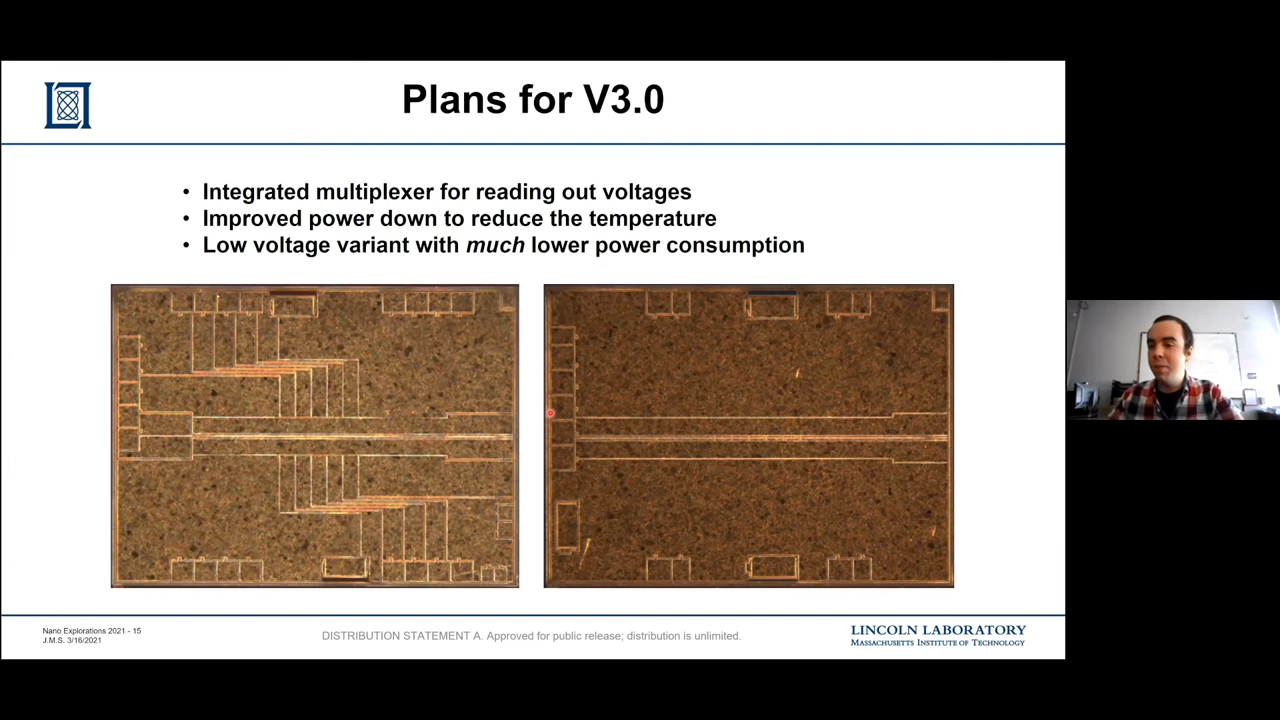 Plans for V3.0
• Integrated multiplexer for reading out voltages
• Improved power down to reduce the temperature
• Low voltage variant with much lower power consumption
Nano Explorations 2021 - 15
J.M.S. 3/16/2021
DISTRIBUTION STATEMENT A. Approved for public release; distribution is unlimited.
LINCOLN LABORATORY
MASSACHUSETTS INSTITUTE OF TECHNOLOGY